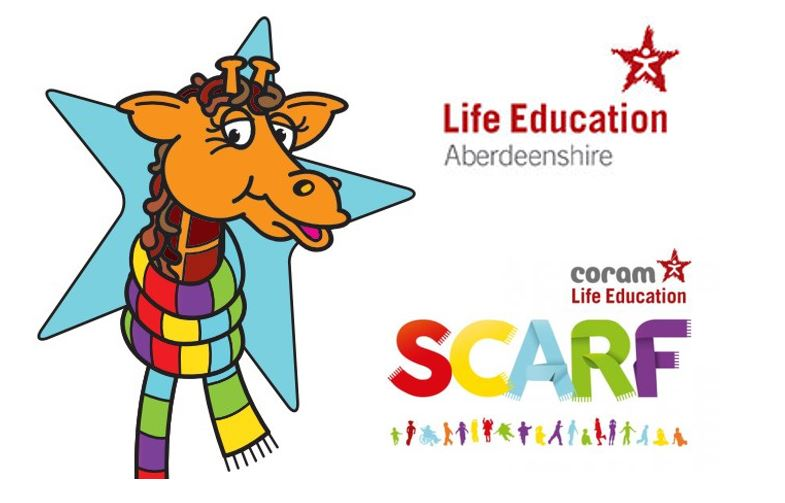 Life Education
Aberdeenshire
coram
Life Education
SCARF